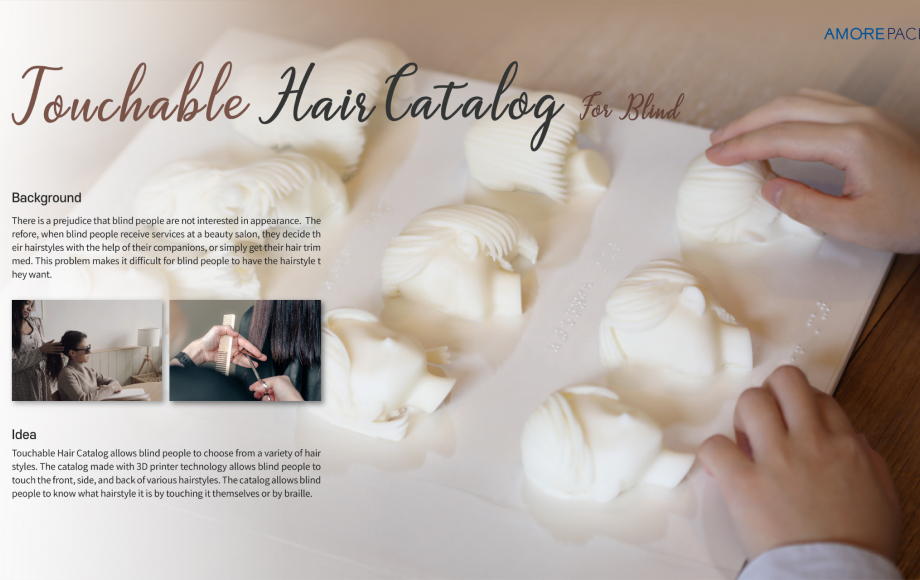 AMOREPACI
Touchable Hair Catalog For Blind
Background
There is a prejudice that blind people are not interested in appearance. The
refore, when blind people receive services at a beauty salon, they decide th
eir hairstyles with the help of their companions, or simply get their hair trim
med. This problem makes it difficult for blind people to have the hairstyle t
hey want.
Idea
Touchable Hair Catalog allows blind people to choose from a variety of hair
styles. The catalog made with 3D printer technology allows blind people to
touch the front, side, and back of various hairstyles. The catalog allows blind
people to know what hairstyle it is by touching it themselves or by braille.